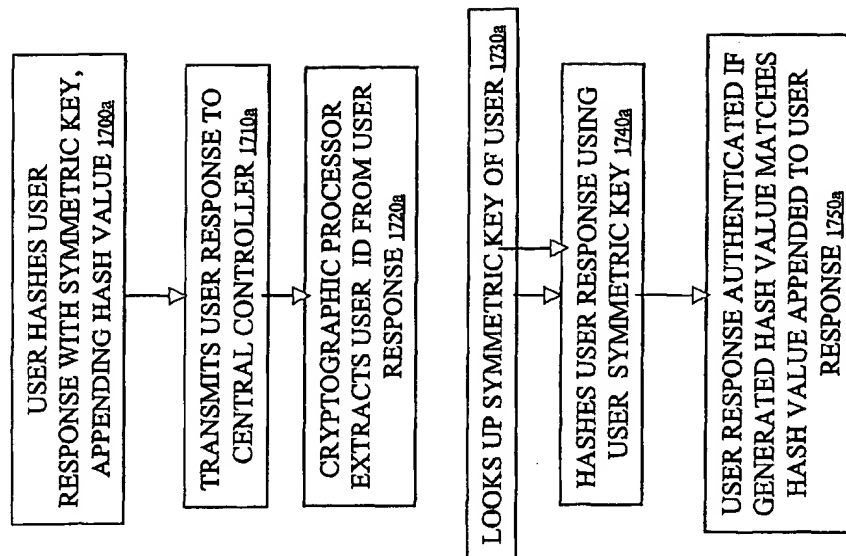 USER HASHES USER
RESPONSE WITH SYMMETRIC KEY,
APPENDING HASH VALUE 1700a
TRANSMITS USER RESPONSE TO
CENTRAL CONTROLLER 1710a
CRYPTOGRAPHIC PROCESSOR
EXTRACTS USER ID FROM USER
RESPONSE 1720a
LOOKS UP SYMMETRIC KEY OF USER 1730a
HASHES USER RESPONSE USING
USER SYMMETRIC KEY 1740a
USER RESPONSE AUTHENTICATED IF
GENERATED HASH VALUE MATCHES
HASH VALUE APPENDED TO USER
RESPONSE 1750a